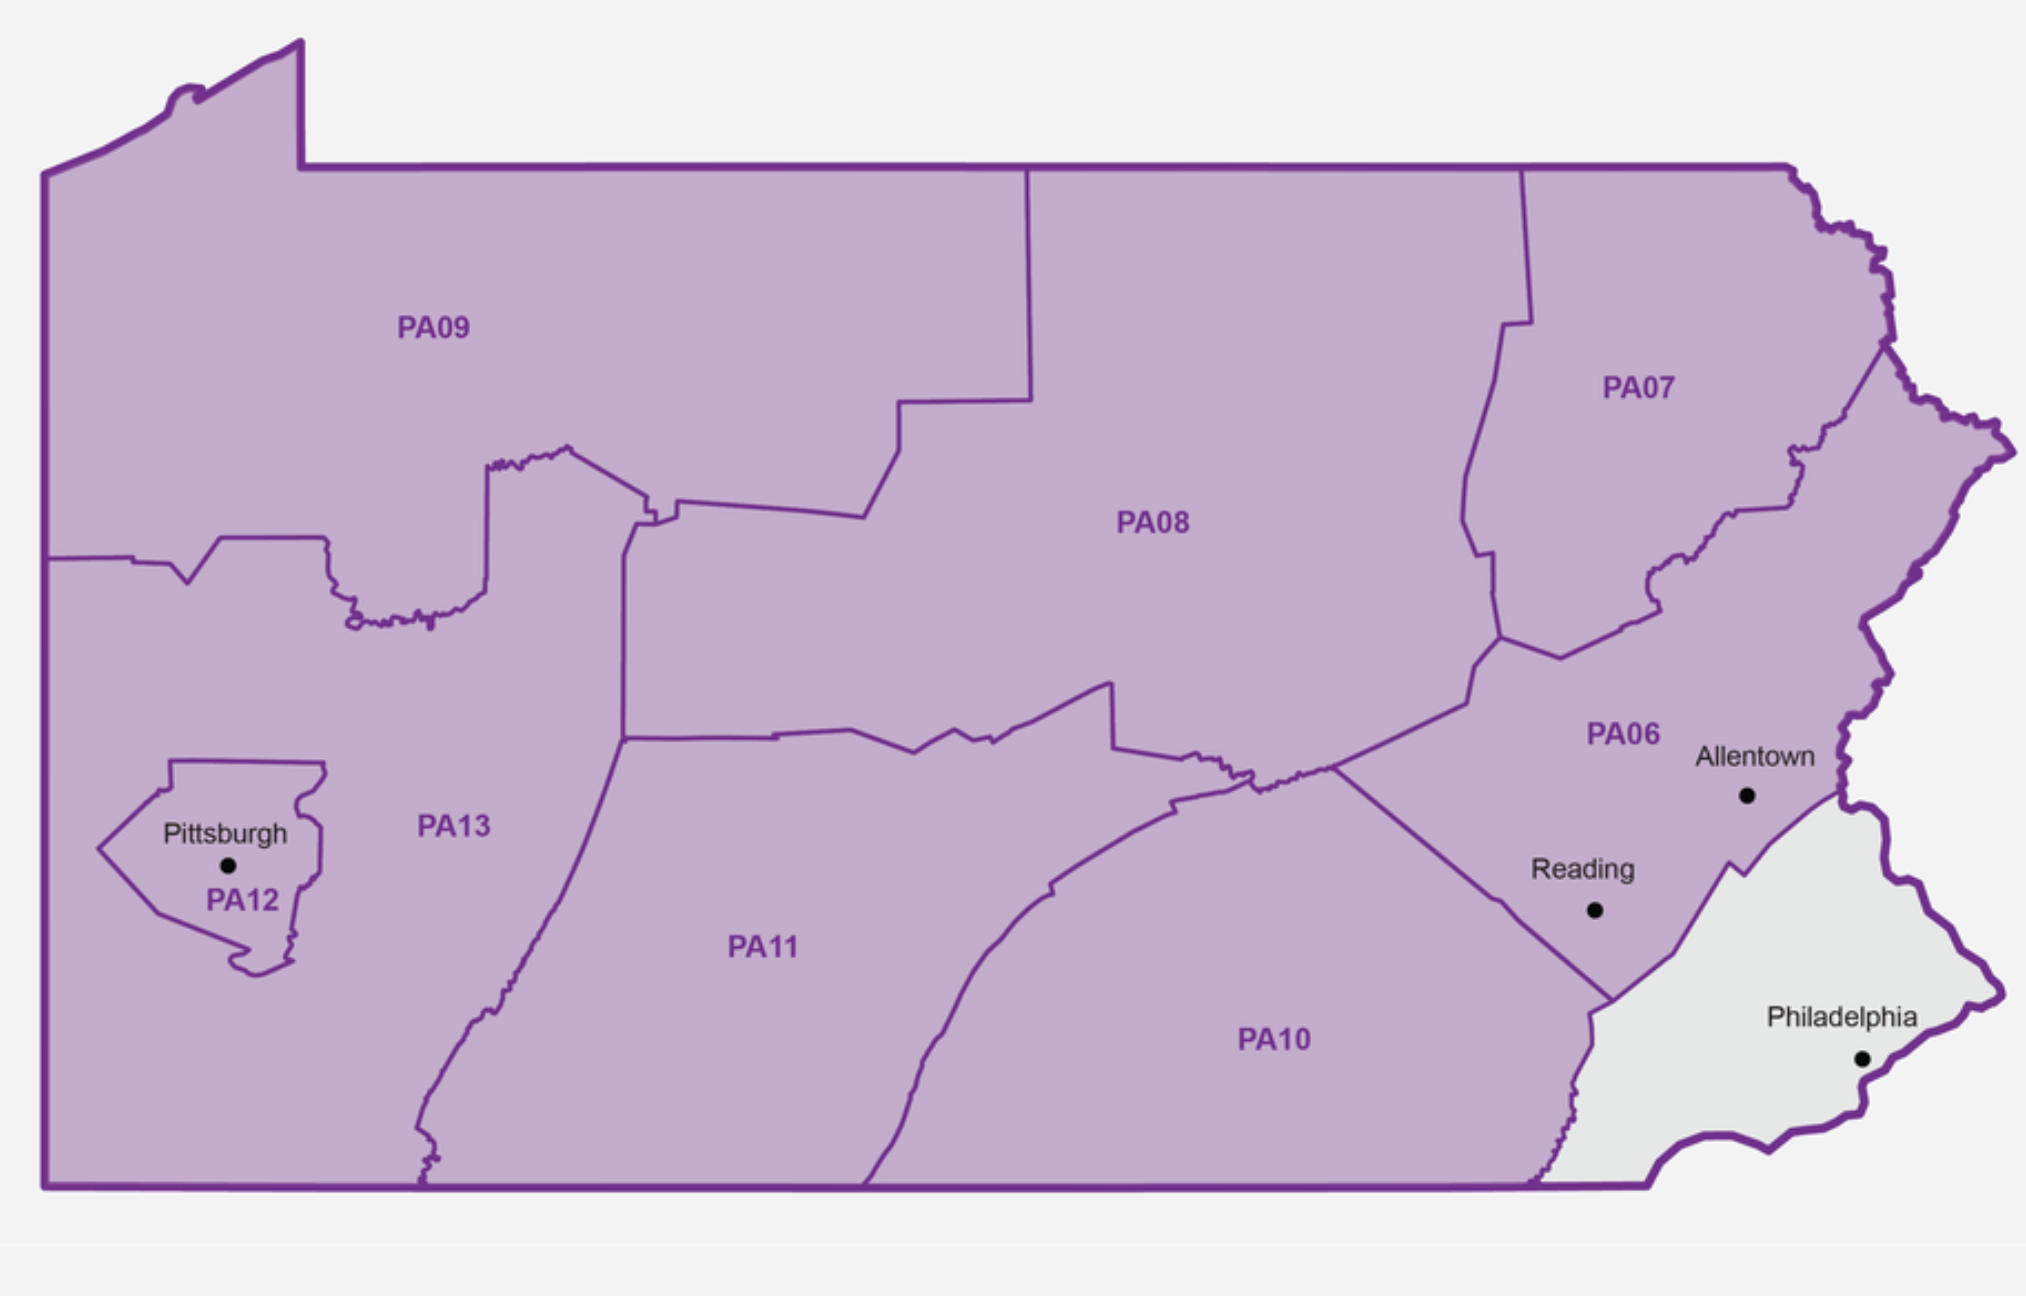 PA09
PA07
PA08
PA06
Allentown
Pittsburgh
PA13
Reading
PA12
PA11
Philadelphia
PA10